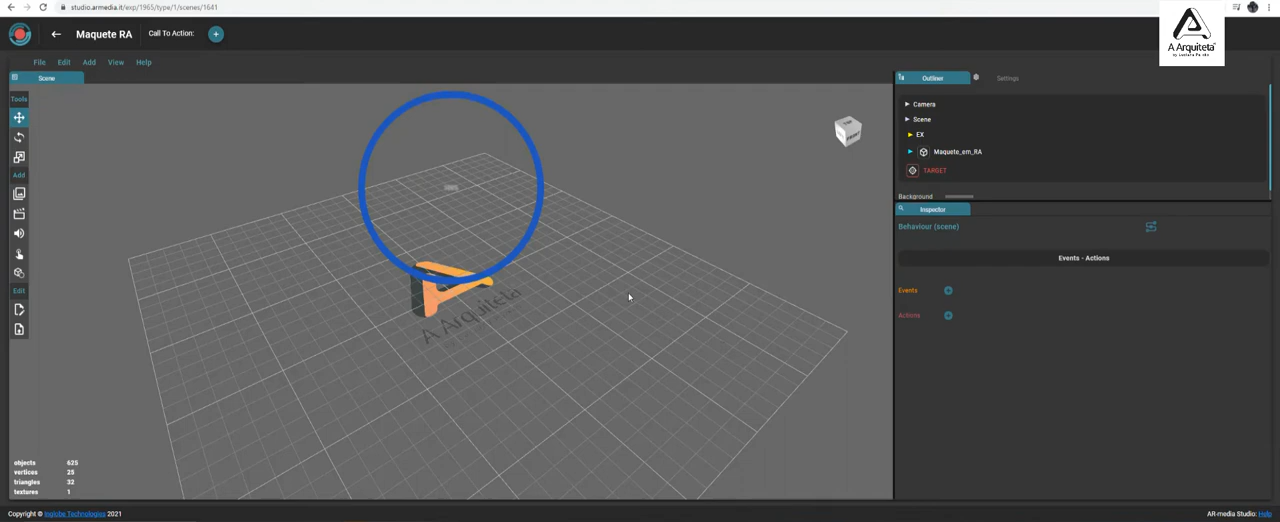 studio.armedia.it/exp/1965/type/1/scenes/1641
Maquete RA
Call To Action:
A Arquiteta
File Edit Add View Help
Scene
Outliner
Settings
Tools
Camera
Scene
EX
Maquete_em_RA
TARGET
Background
Add
Inspector
Behaviour (scene)
Events - Actions
Events
Actions
Edit
TOP
FRONT
A Arquiteta
objects 625
vertices 25
triangles 32
textures 1
Copyright © Inglobe Technologies 2021
AR-media Studio: Help